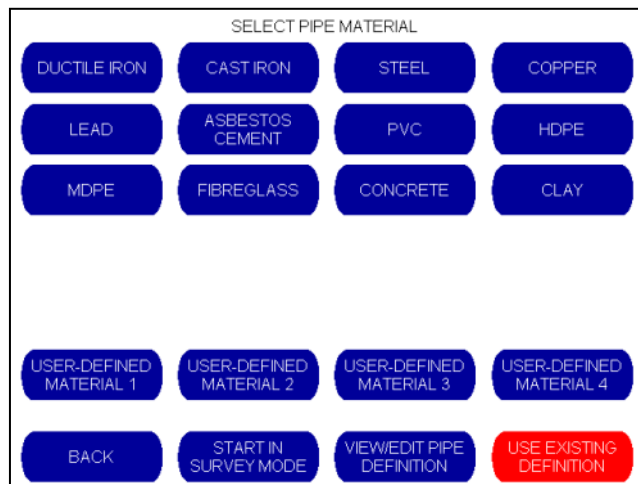 SELECT PIPE MATERIAL
DUCTILE IRON CAST IRON STEEL COPPER
LEAD ASBESTOS CEMENT PVC HDPE
MDPE FIBREGLASS CONCRETE CLAY
USER-DEFINED MATERIAL 1 USER-DEFINED MATERIAL 2 USER-DEFINED MATERIAL 3 USER-DEFINED MATERIAL 4
BACK START IN SURVEY MODE VIEW/EDIT PIPE DEFINITION USE EXISTING DEFINITION